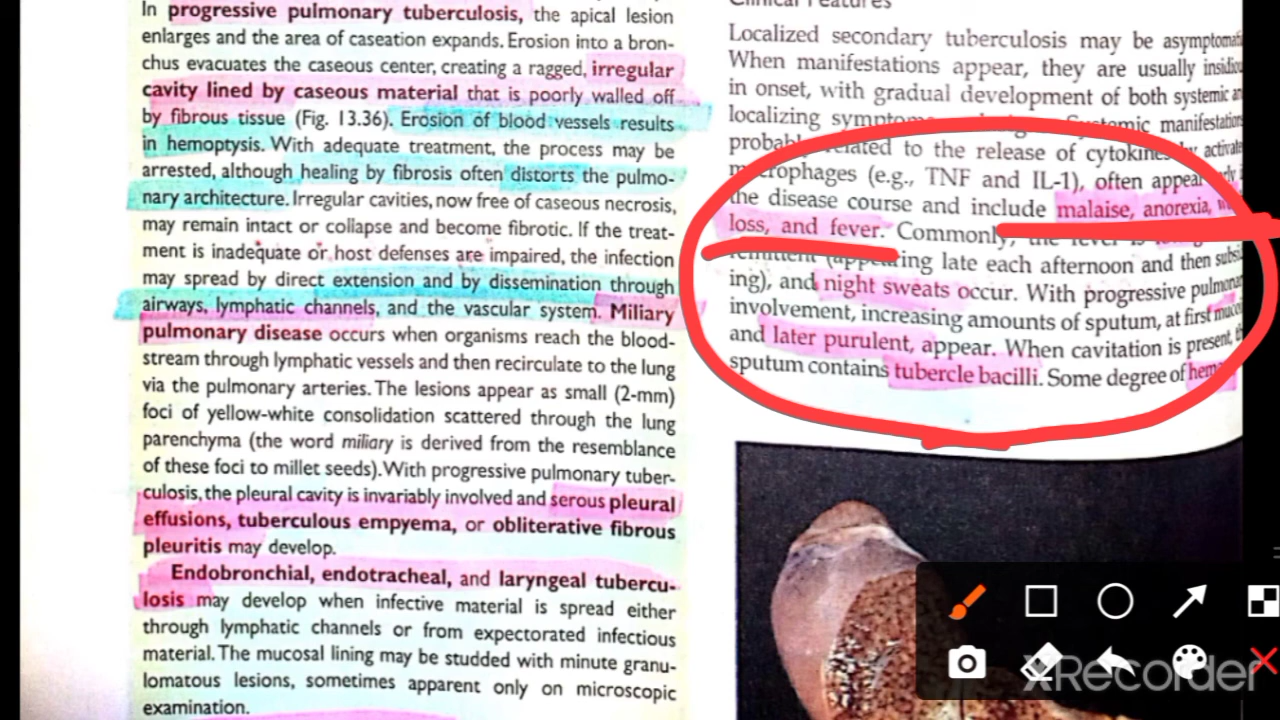 In progressive pulmonary tuberculosis, the apical lesion
enlarges and the area of caseation expands. Erosion into a bron-
chus evacuates the caseous center, creating a ragged, irregular
cavity lined by caseous material that is poorly walled off
by fibrous tissue (Fig. 13.36). Erosion of blood vessels results
in hemoptysis. With adequate treatment, the process may be
arrested, although healing by fibrosis often distorts the pulmo-
nary architecture. Irregular cavities, now free of caseous necrosis,
may remain intact or collapse and become fibrotic. If the treat-
ment is inadequate or host defenses are impaired, the infection
may spread by direct extension and by dissemination through
airways, lymphatic channels, and the vascular system. Miliary
pulmonary disease occurs when organisms reach the blood-
stream through lymphatic vessels and then recirculate to the lung
via the pulmonary arteries. The lesions appear as small (2-mm)
foci of yellow-white consolidation scattered through the lung
parenchyma (the word miliary is derived from the resemblance
of these foci to millet seeds). With progressive pulmonary tuber-
culosis, the pleural cavity is invariably involved and serous pleural
effusions, tuberculous empyema, or obliterative fibrous
pleuritis may develop.
Endobronchial, endotracheal, and laryngeal tubercu-
losis may develop when infective material is spread either
through lymphatic channels or from expectorated infectious
material. The mucosal lining may be studded with minute granu-
lomatous lesions, sometimes apparent only on microscopic
examination.
Clinical Features
Localized secondary tuberculosis may be
When manifestations appear, they are usually
in onset, with gradual development of both systemic
localizing
to the release of
(e.g., TNF and IL-1), often appear
the disease course and include malaise, anorexia,
loss, and fever. Commonly, the fever is
remittent (appearing late each afternoon and then
ing), and night sweats occur. With progressive
involvement, increasing amounts of sputum, at first
and later purulent, appear. When cavitation is present,
sputum contains tubercle bacilli. Some degree of
XRecorder